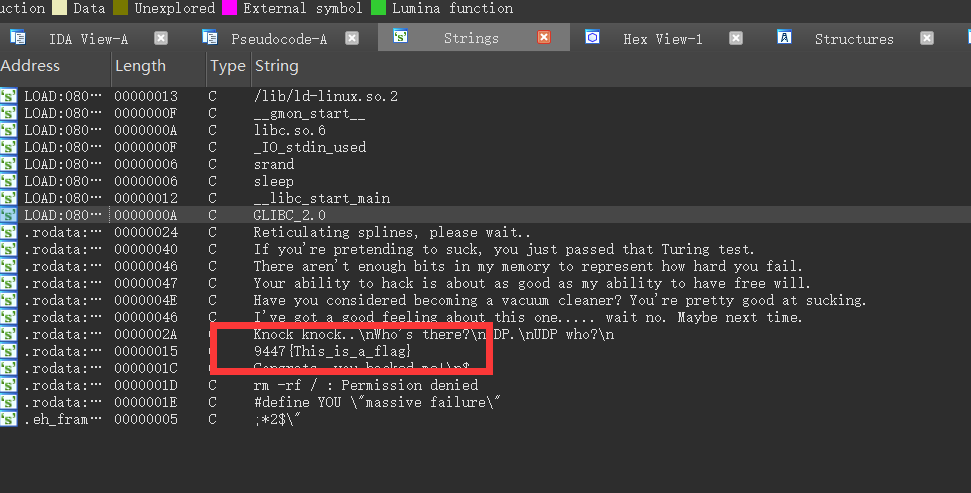 uction Data Unexplored External symbol Lumina function
IDA View-A Pseudocode-A Strings Hex View-1 Structures
Address Length Type String
LOAD:080… 00000013 C /lib/ld-linux.so.2
LOAD:080… 0000000F C __gmon_start__
LOAD:080… 0000000A C libc.so.6
LOAD:080… 0000000F C _IO_stdin_used
LOAD:080… 00000006 C srand
LOAD:080… 00000006 C sleep
LOAD:080… 00000012 C __libc_start_main
LOAD:080… 0000000A C GLIBC_2.0
.rodata:… 00000024 C Reticulating splines, please wait..
.rodata:… 00000040 C If you're pretending to suck, you just passed that Turing test.
.rodata:… 00000046 C There aren't enough bits in my memory to represent how hard you fail.
.rodata:… 00000047 C Your ability to hack is about as good as my ability to have free will.
.rodata:… 0000004E C Have you considered becoming a vacuum cleaner? You're pretty good at sucking.
.rodata:… 00000046 C I've got a good feeling about this one..... wait no. Maybe next time.
.rodata:… 0000002A Knock knock..\nWho's there?\n DP.\nUDP who?\n
.rodata:… 00000015 9447{This_is_a_flag}
.rodata:… 0000001C Congrats, you hacked me!\n$
.rodata:… 0000001D C rm -rf / : Permission denied
.rodata:… 0000001E C #define YOU \"massive failure\"
.eh_fram… 00000005 C ;*2$\"